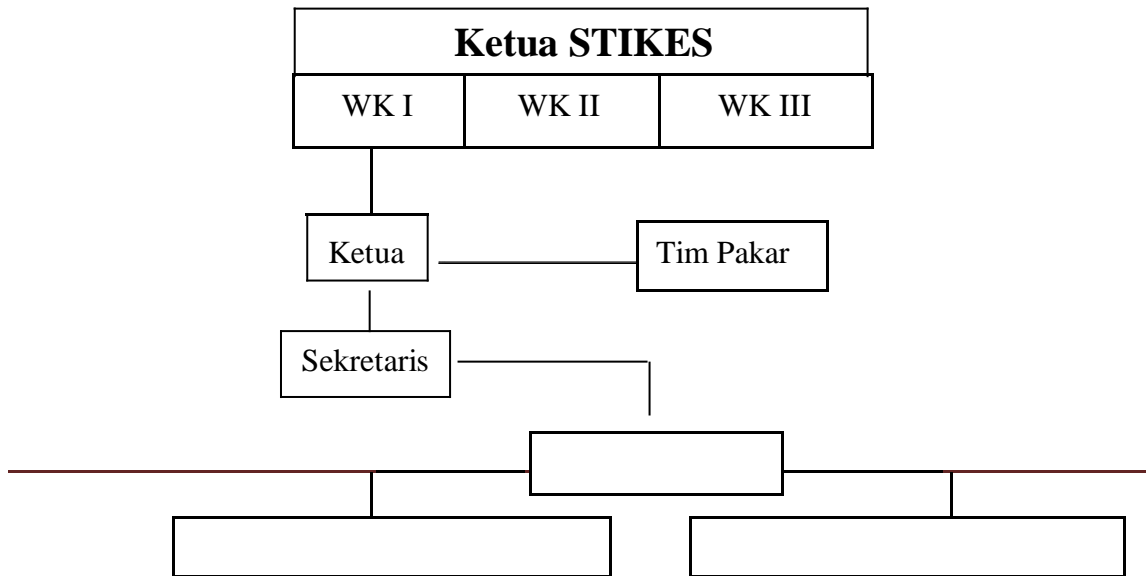 Ketua STIKES
WK I WK II WK III
Ketua
Tim Pakar
Sekretaris